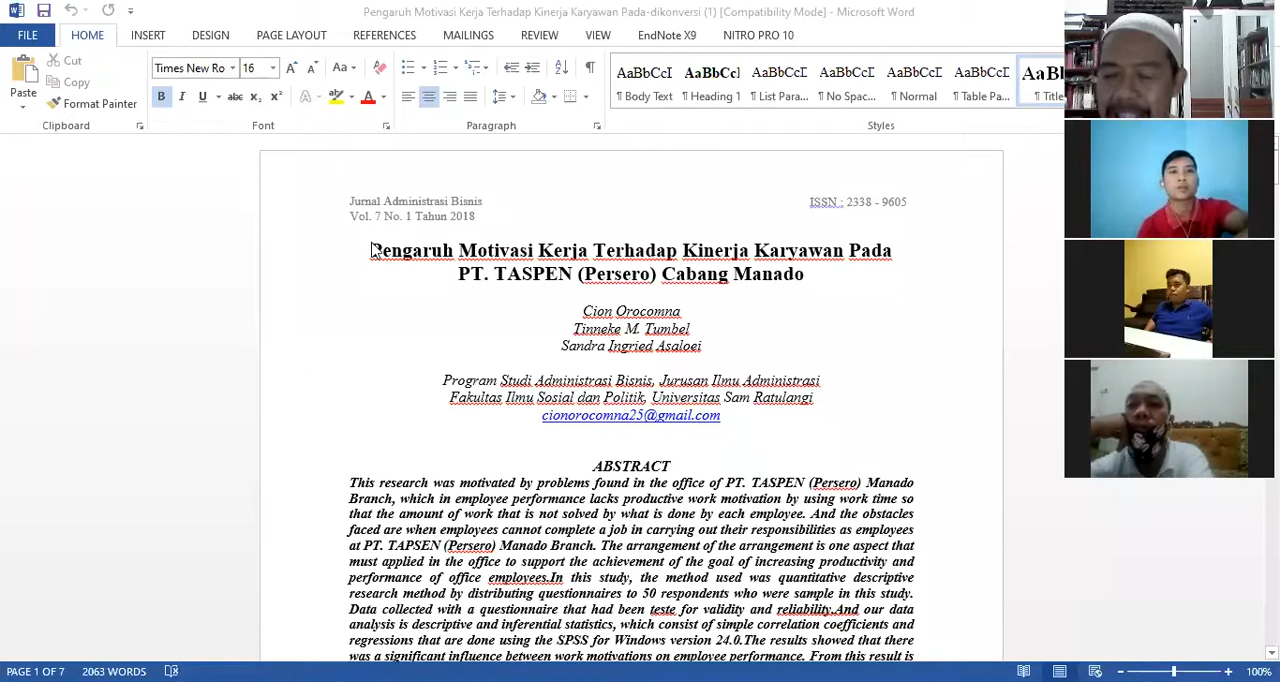 Pengaruh Motivasi Kerja Terhadap Kinerja Karyawan Pada-dikonversi (1) [Compatibility Mode] - Microsoft Word
FILE HOME INSERT DESIGN PAGE LAYOUT REFERENCES MAILINGS REVIEW VIEW EndNote X9 NITRO PRO 10
Paste
Cut
Copy
Format Painter
Clipboard
Times New Ro 16
Font
Paragraph
AaBbCcI AaBbCc] AaBbCcD AaBbCcD AaBbCcD AaBbCcD AaB
¶ Body Text ¶ Heading 1 ¶ List Para... ¶ No Spac... ¶ Normal ¶ Table Pa... ¶ Title
Styles
Jurnal Administrasi Bisnis
Vol. 7 No. 1 Tahun 2018
ISSN : 2338 - 9605
Pengaruh Motivasi Kerja Terhadap Kinerja Karyawan Pada
PT. TASPEN (Persero) Cabang Manado
Cion Orocomna
Tinneke M. Tumbel
Sandra Ingried Asaloei
Program Studi Administrasi Bisnis, Jurusan Ilmu Administrasi
Fakultas Ilmu Sosial dan Politik, Universitas Sam Ratulangi
cionorocomna25@gmail.com
ABSTRACT
This research was motivated by problems found in the office of PT. TASPEN (Persero) Manado
Branch, which in employee performance lacks productive work motivation by using work time so
that the amount of work that is not solved by what is done by each employee. And the obstacles
faced are when employees cannot complete a job in carrying out their responsibilities as employees
at PT. TAPSEN (Persero) Manado Branch. The arrangement of the arrangement is one aspect that
must applied in the office to support the achievement of the goal of increasing productivity and
performance of office employees.In this study, the method used was quantitative descriptive
research method by distributing questionnaires to 50 respondents who were sample in this study.
Data collected with a questionnaire that had been teste for validity and reliability.And our data
analysis is descriptive and inferential statistics, which consist of simple correlation coefficients and
regressions that are done using the SPSS for Windows version 24.0.The results showed that there
was a significant influence between work motivations on employee performance. From this result is
PAGE 1 OF 7 2063 WORDS 100%